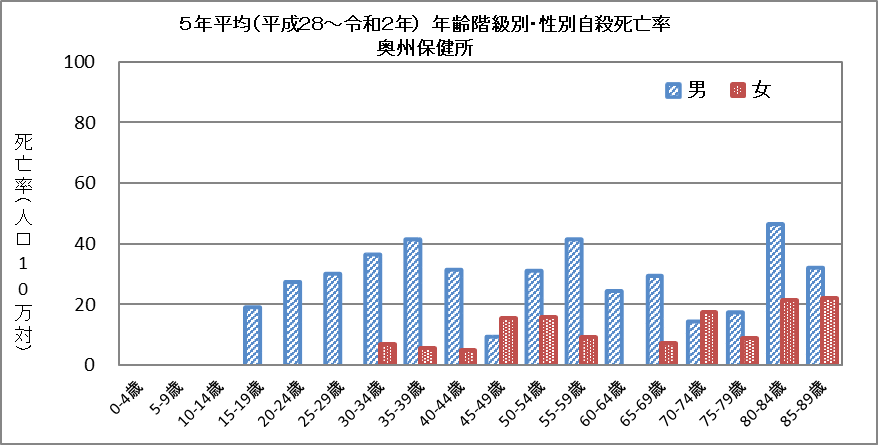 ５年平均（平成２８～令和２年） 年齢階級別・性別自殺死亡率
奥州保健所
男
女
死亡率（人口１０万対）
100
80
60
40
20
0
0-4歳
5-9歳
10-14歳
15-19歳
20-24歳
25-29歳
30-34歳
35-39歳
40-44歳
45-49歳
50-54歳
55-59歳
60-64歳
65-69歳
70-74歳
75-79歳
80-84歳
85-89歳